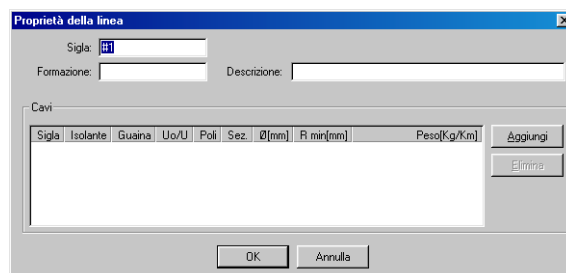 Proprietà della linea
Sigla: #1
Formazione: Descrizione:
Cavi
Sigla Isolante Guaina Uo/U Poli Sez. Ø[mm] R min[mm] Peso[Kg/Km]
Aggiungi
Elimina
OK Annulla